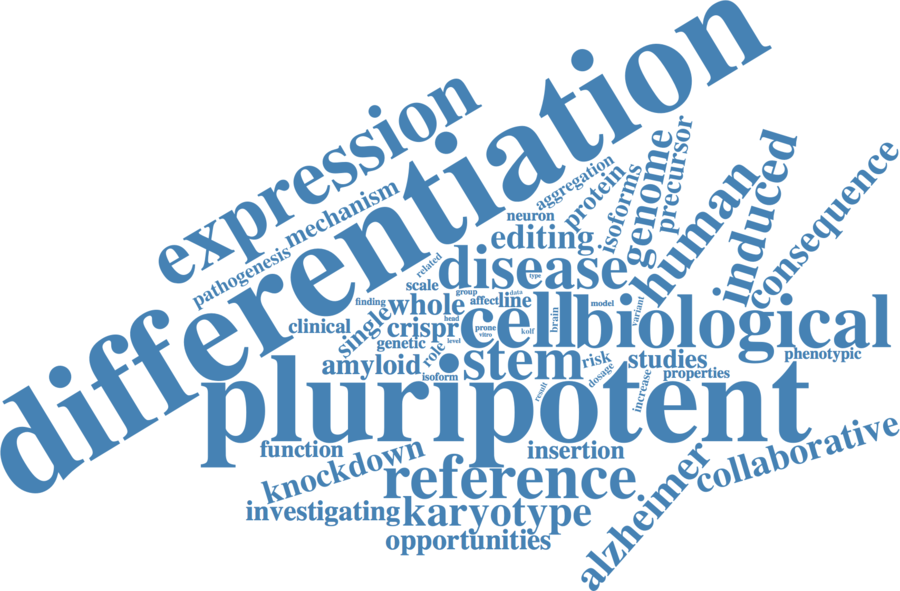 differentiation
expression
mechanism
pathogenesis
aggregation
protein
isoforms
genome
precursor
human
induced
consequence
neuron
editing
related
disease
type
scale
group
data
finding
whole
affect
line
cell
brain
model
variant
biological
clinical
single
crispr
head
prone
vitro
kolf
genetic
level
role
amyloid
isoform
stem
risk
studies
phenotypic
dosage
properties
result
increase
pluripotent
function
insertion
knockdown
reference
alzheimer
collaborative
investigating
karyotype
opportunities